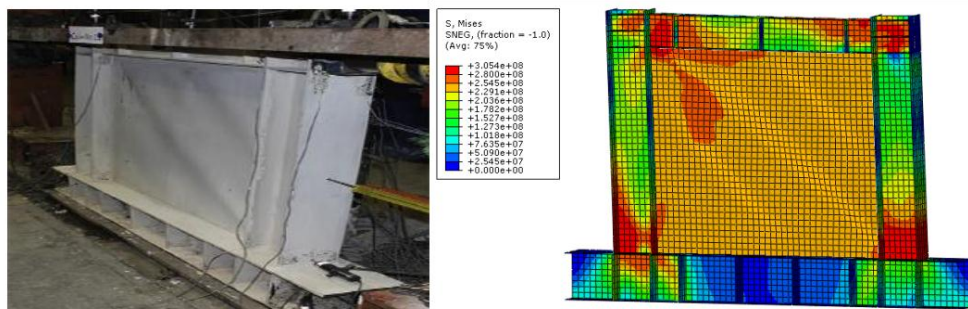 S, Mises
SNEG, (fraction = -1.0)
(Avg: 75%)
+3.054e+08
+2.800e+08
+2.545e+08
+2.291e+08
+2.036e+08
+1.782e+08
+1.527e+08
+1.273e+08
+1.018e+08
+7.635e+07
+5.090e+07
+2.545e+07
+0.000e+00